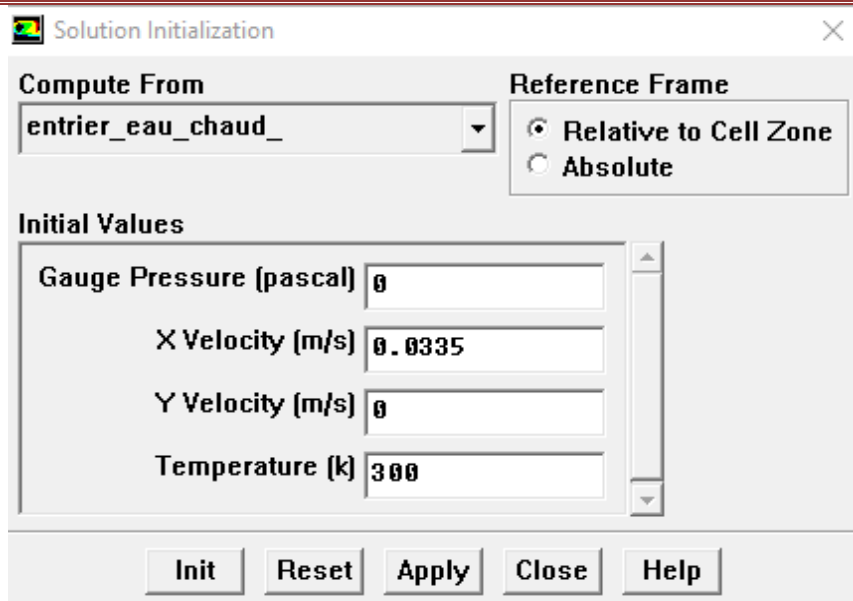 Solution Initialization
Compute From
entrier_eau_chaud_
Reference Frame
Relative to Cell Zone
Absolute
Initial Values
Gauge Pressure (pascal) 0
X Velocity (m/s) 0.0335
Y Velocity (m/s) 0
Temperature (k) 300
Init Reset Apply Close Help